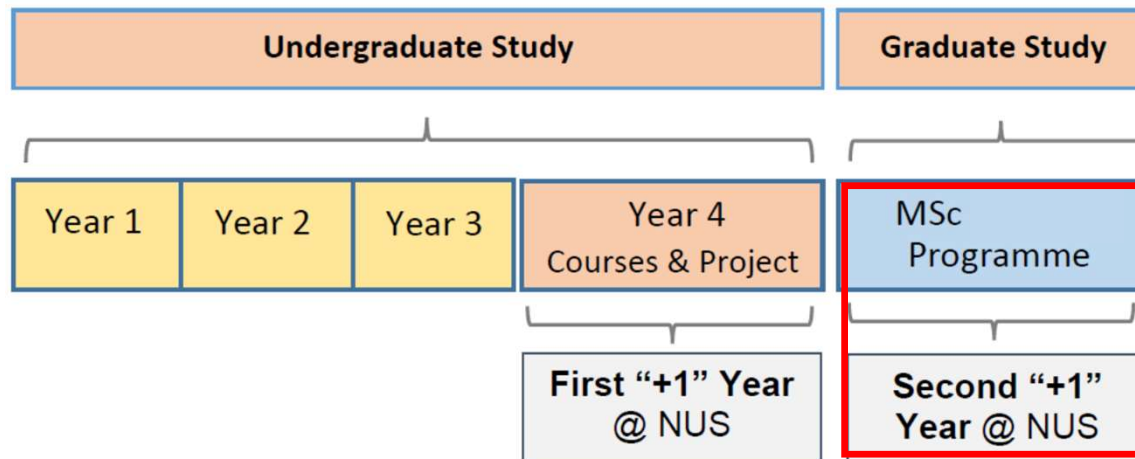 Undergraduate Study
Graduate Study
Year 1
Year 2
Year 3
Year 4
Courses & Project
MSc
Programme
First “+1” Year
@ NUS
Second “+1”
Year @ NUS